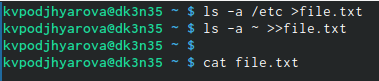 kvpodjhyarova@dk3n35 ~ $ ls -a /etc >file.txt
kvpodjhyarova@dk3n35 ~ $ ls -a ~ >>file.txt
kvpodjhyarova@dk3n35 ~ $
kvpodjhyarova@dk3n35 ~ $ cat file.txt